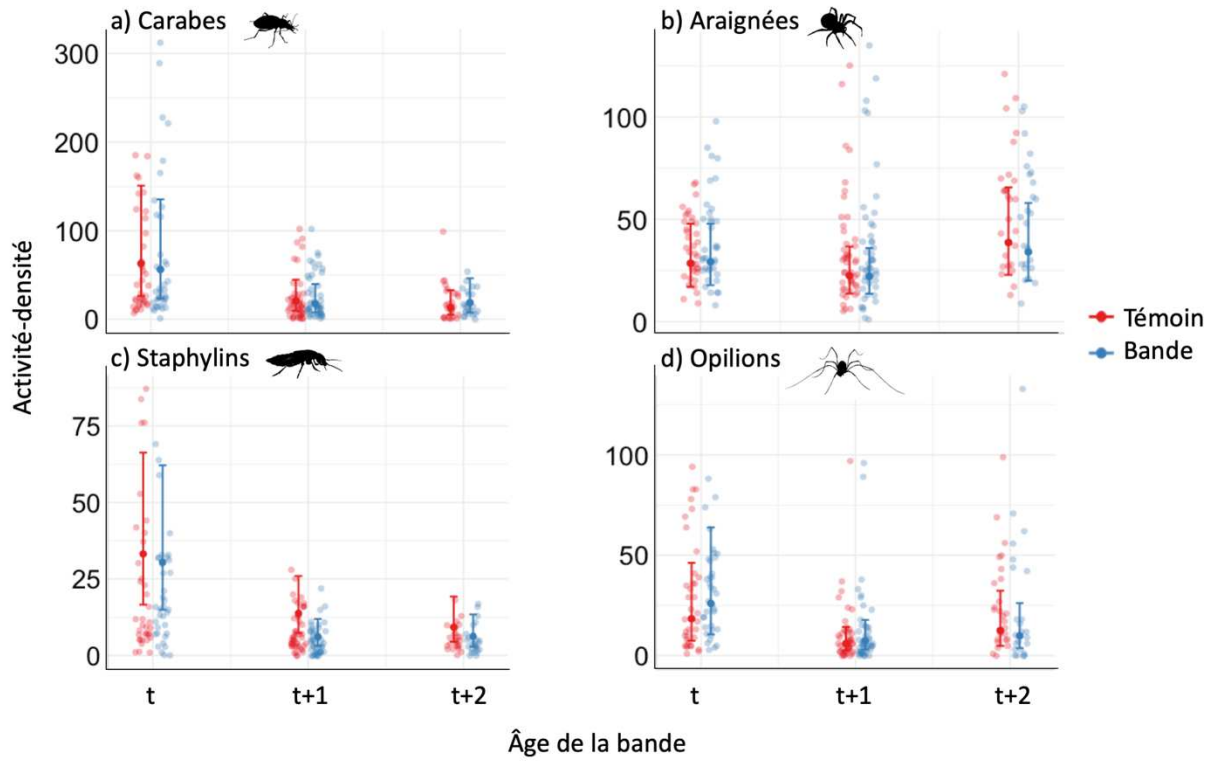 a) Carabes
b) Araignées
300
200
100
0
100
50
0
Témoin
Bande
c) Staphylins
d) Opilions
Activité-densité
75
50
25
0
100
50
0
t
t+1
t+2
t
t+1
t+2
Âge de la bande